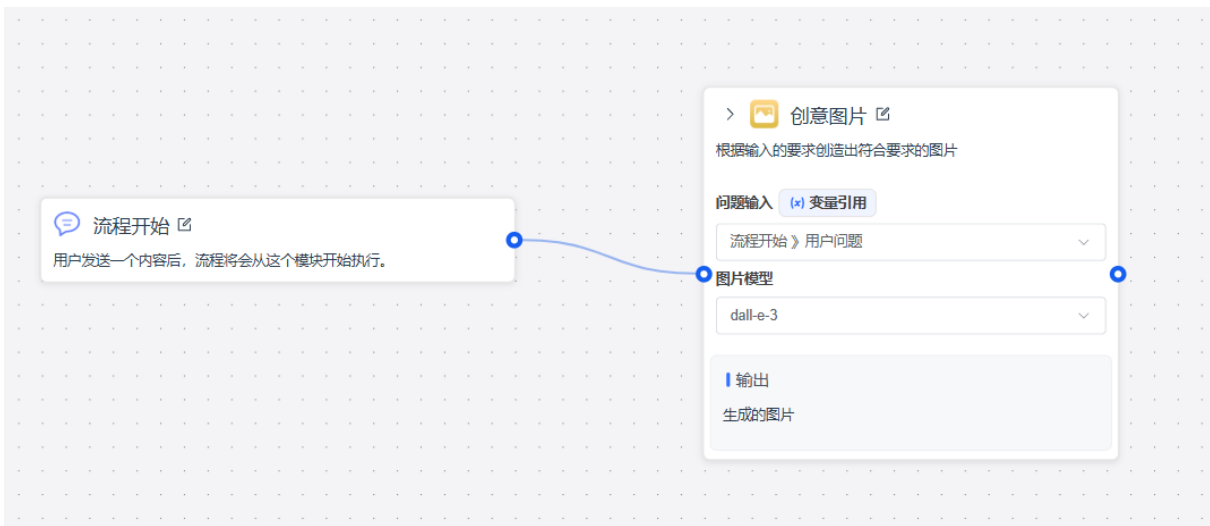 流程开始
用户发送一个内容后，流程将会从这个模块开始执行。
创意图片
根据输入的要求创造出符合要求的图片
问题输入 (x) 变量引用
流程开始 》用户问题
图片模型
dall-e-3
输出
生成的图片